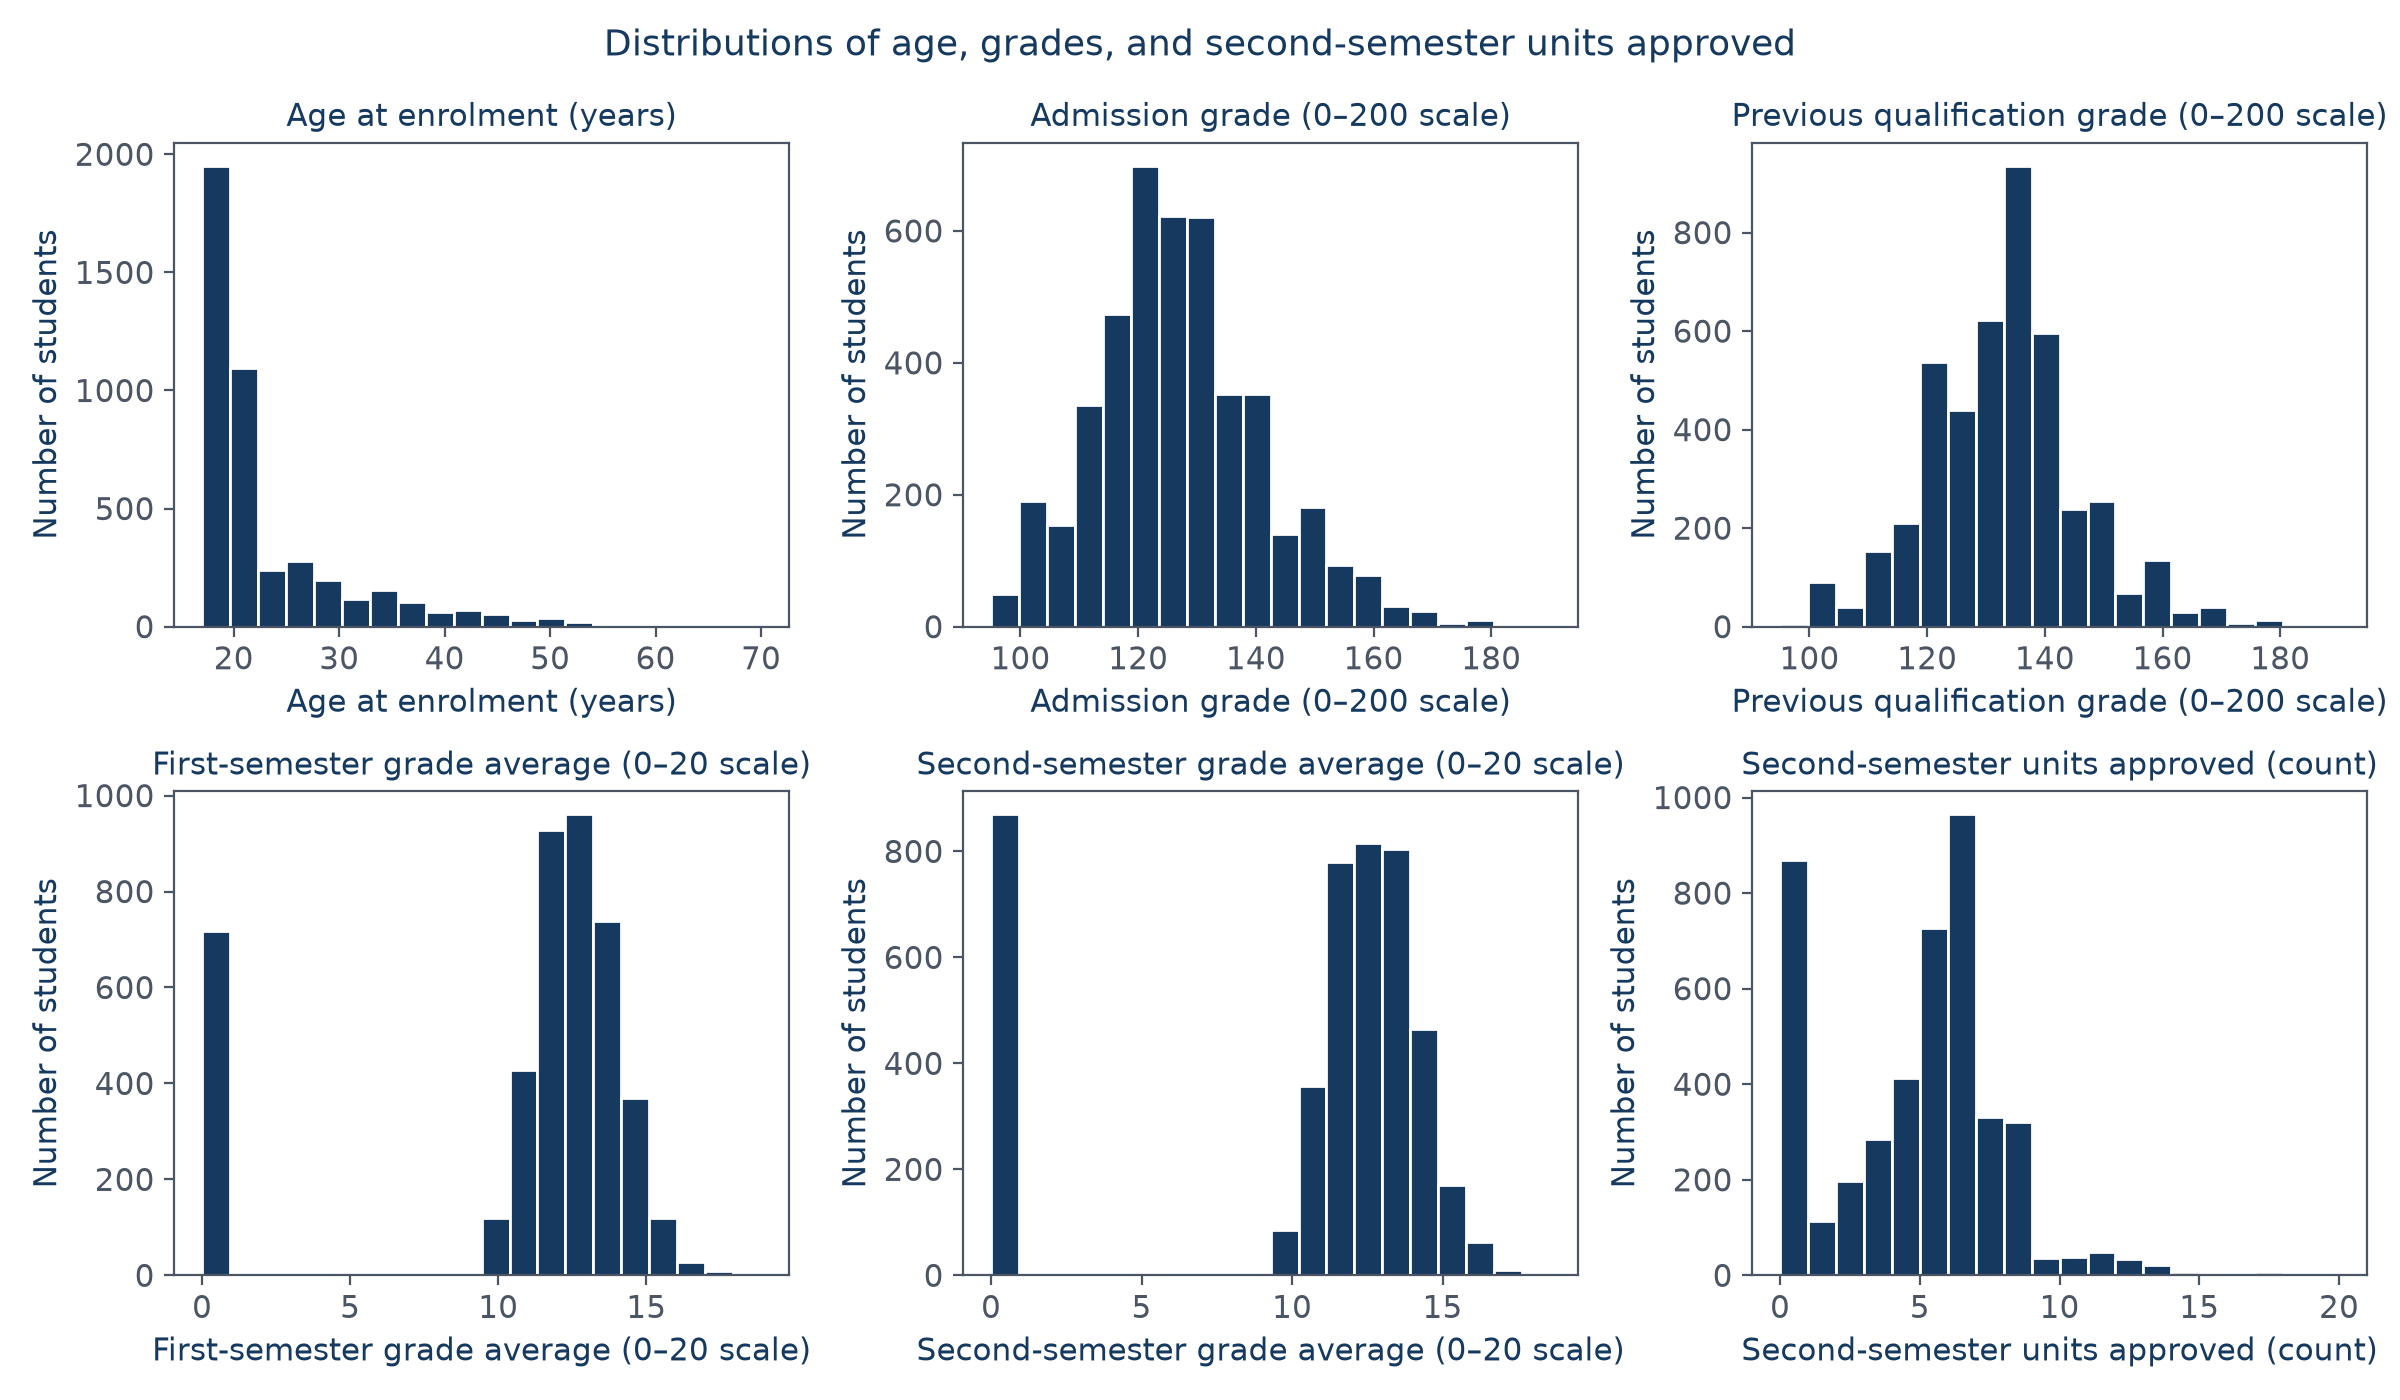 Distributions of age, grades, and second-semester units approved
Age at enrolment (years)
Number of students
2000
1500
1000
500
0
20 30 40 50 60 70
Age at enrolment (years)
Admission grade (0–200 scale)
Number of students
600
400
200
0
100 120 140 160 180
Admission grade (0–200 scale)
Previous qualification grade (0–200 scale)
Number of students
800
600
400
200
0
100 120 140 160 180
Previous qualification grade (0–200 scale)
First-semester grade average (0–20 scale)
Number of students
1000
800
600
400
200
0
0 5 10 15
First-semester grade average (0–20 scale)
Second-semester grade average (0–20 scale)
Number of students
800
600
400
200
0
0 5 10 15
Second-semester grade average (0–20 scale)
Second-semester units approved (count)
Number of students
1000
800
600
400
200
0
0 5 10 15 20
Second-semester units approved (count)